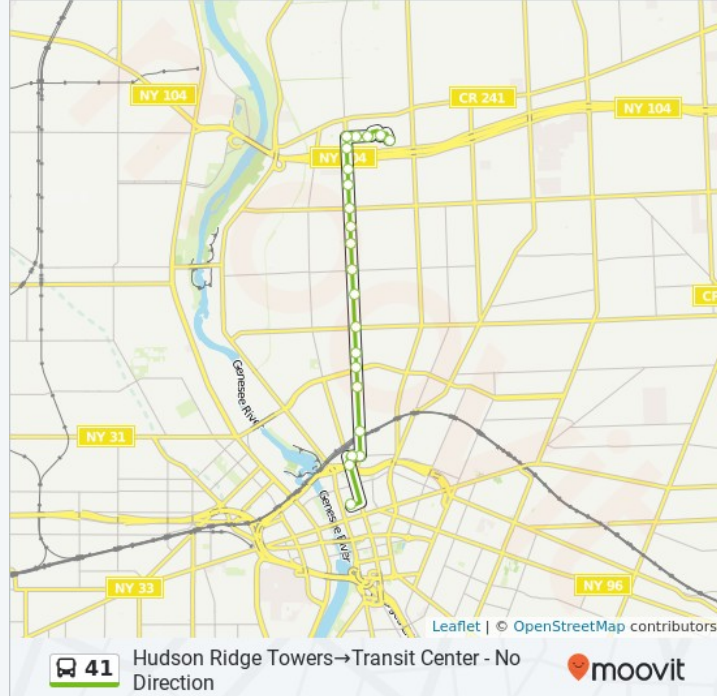 NY 104
CR 241
NY 104
NY 104
Genesee River
NY 31
Genesee River
NY 33
NY 96
Leaflet | © OpenStreetMap contributors
41
Hudson Ridge Towers→Transit Center - No
Direction
moovit